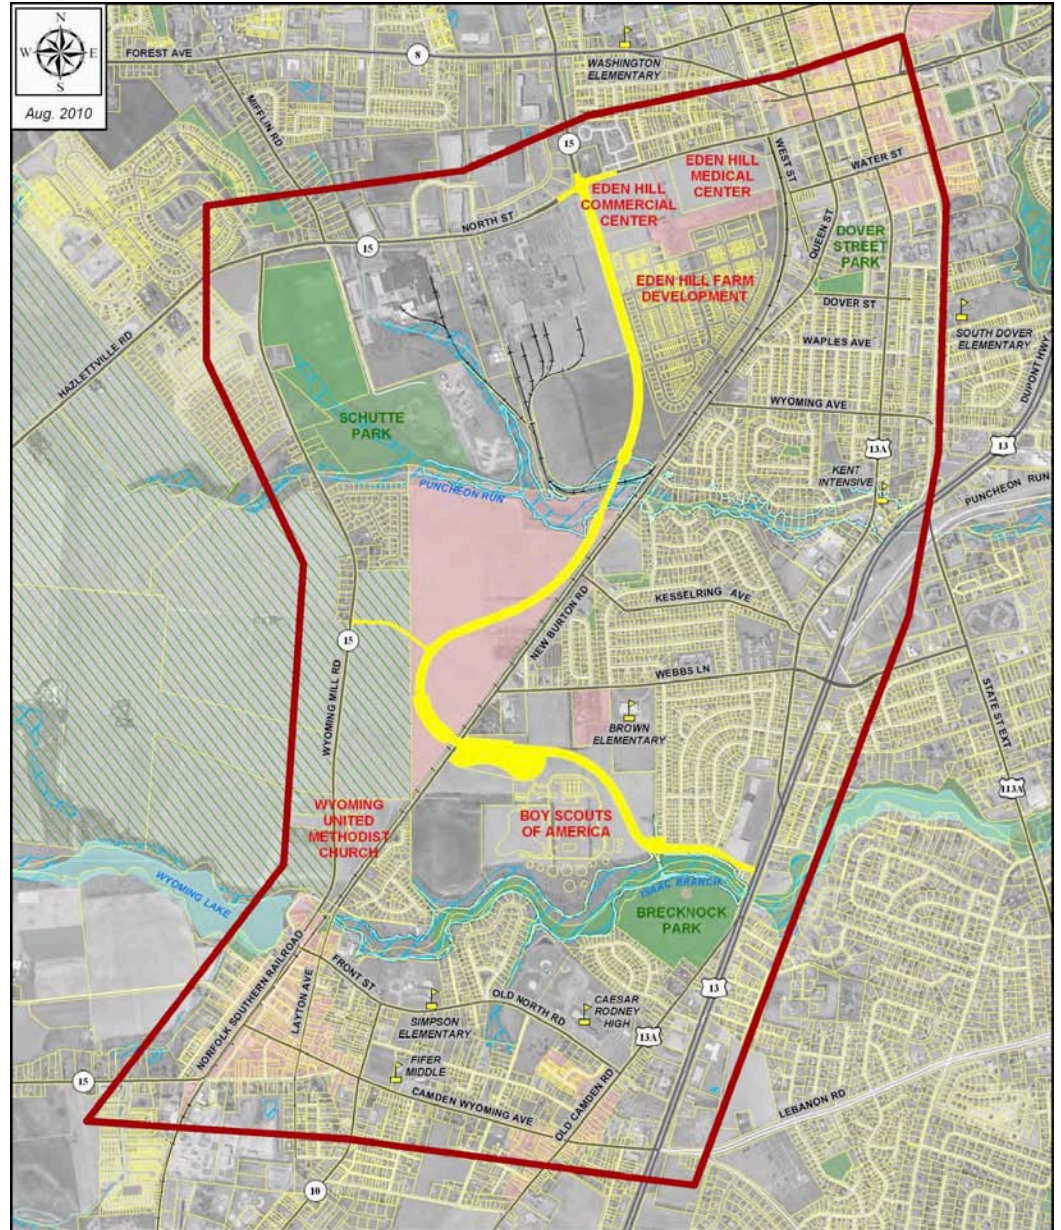 N
W
E
S
Aug. 2010
FOREST AVE
8
WASHINGTON
ELEMENTARY
MIFFLIN RD
15
EDEN HILL
MEDICAL
CENTER
WEST ST
WATER ST
EDEN HILL
COMMERCIAL
CENTER
NORTH ST
15
QUEEN ST
DOVER
STREET
PARK
EDEN HILL FARM
DEVELOPMENT
DOVER ST
SOUTH DOVER
ELEMENTARY
WAPLES AVE
DUPONT HWY
HAZLETTVILLE RD
SCHUTTE
PARK
WYOMING AVE
13A
13
KENT
INTENSIVE
PUNCHEON RUN
PUNCHEON RUN
KESSELRING AVE
NEW BURTON RD
15
WEBBS LN
WYOMING MILL RD
STATE ST EXT
BROWN
ELEMENTARY
113A
WYOMING
UNITED
METHODIST
CHURCH
BOY SCOUTS
OF AMERICA
WYOMING LAKE
ISAAC BRANCH
BRECKNOCK
PARK
NORFOLK SOUTHERN RAILROAD
FRONT ST
LAYTON AVE
OLD NORTH RD
CAESAR
RODNEY
HIGH
13
SIMPSON
ELEMENTARY
13A
FIFER
MIDDLE
15
CAMDEN WYOMING AVE
OLD CAMDEN RD
LEBANON RD
10